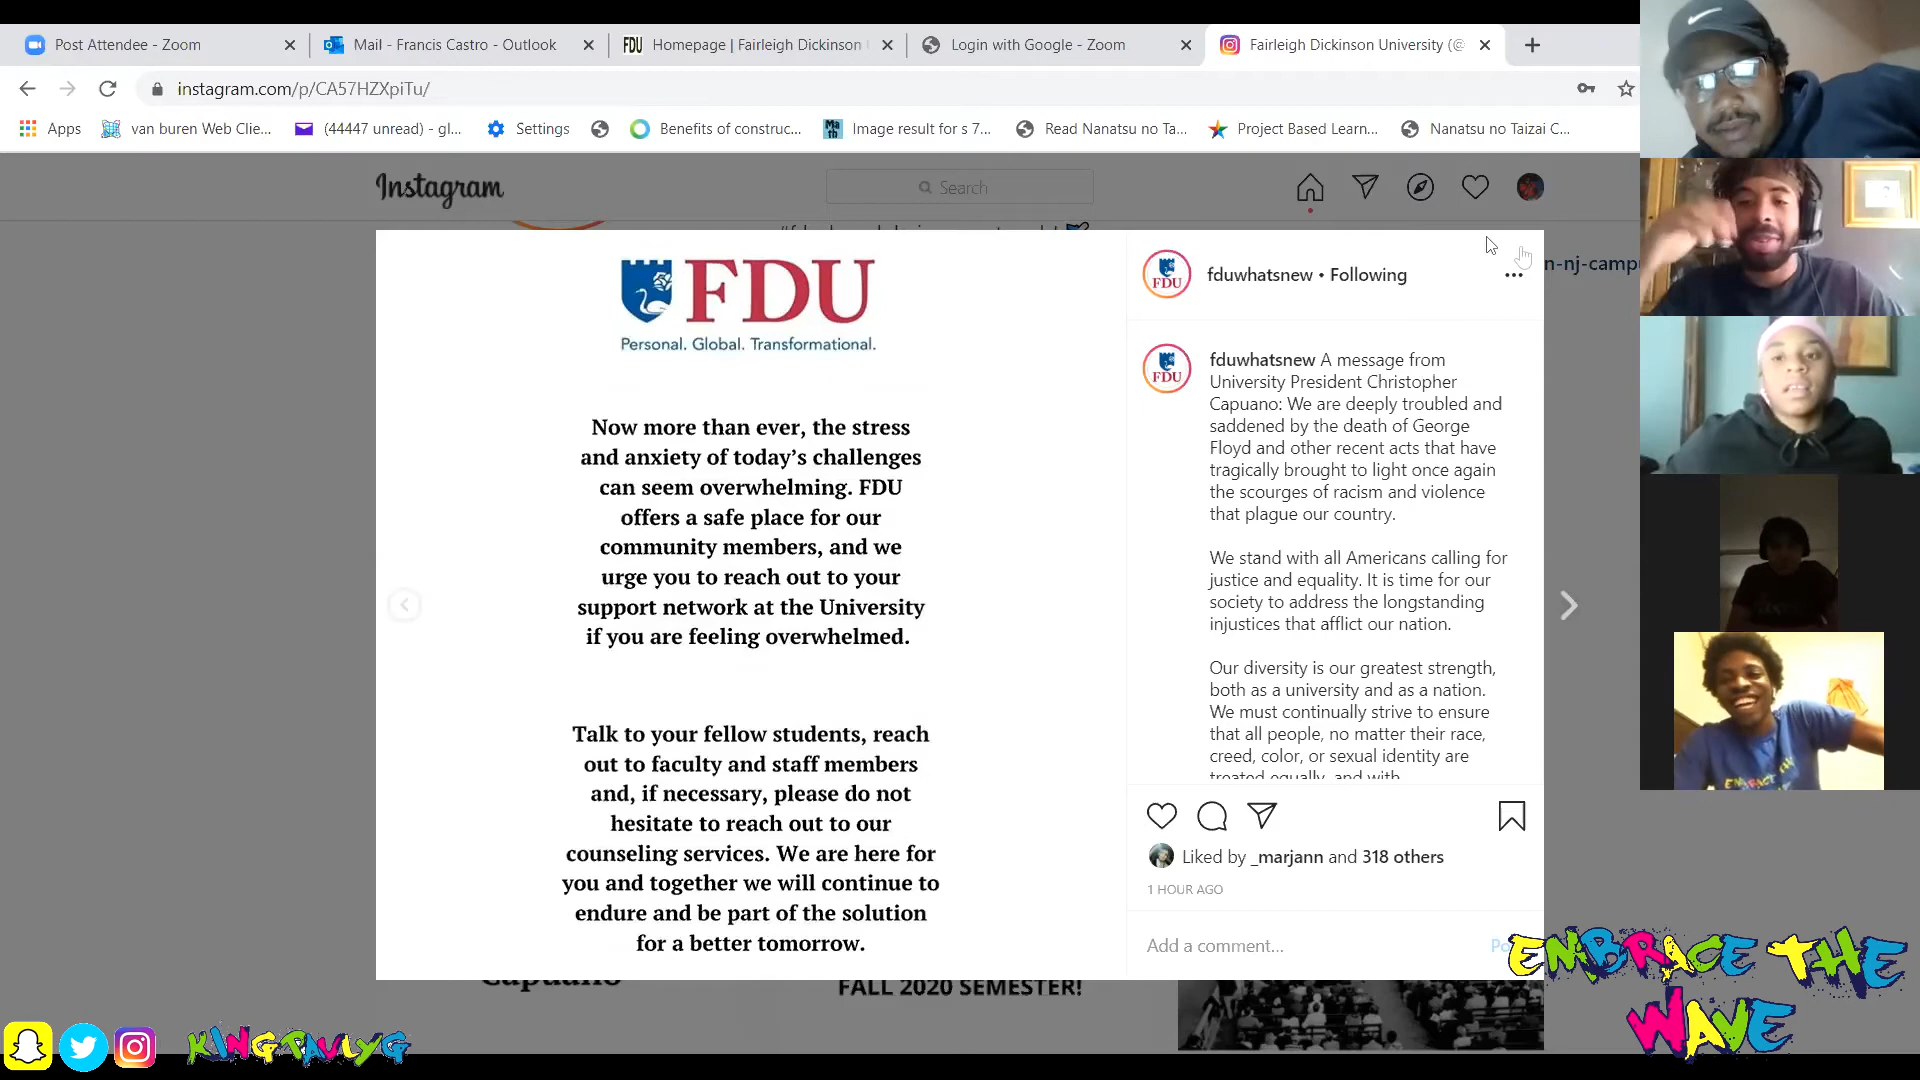 Post Attendee - Zoom
Mail - Francis Castro - Outlook
FDU Homepage | Fairleigh Dickinson
Login with Google - Zoom
Fairleigh Dickinson University (@
instagram.com/p/CA57HZXpiTu/
Apps
van buren Web Clie...
(44447 unread) - gl...
Settings
Benefits of construc...
Math
Image result for s 7...
Read Nanatsu no Ta...
Project Based Learn...
Nanatsu no Taizai C...
Instagram
Search
n-nj-camp
FDU
Personal. Global. Transformational.
Now more than ever, the stress
and anxiety of today's challenges
can seem overwhelming. FDU
offers a safe place for our
community members, and we
urge you to reach out to your
support network at the University
if you are feeling overwhelmed.
Talk to your fellow students, reach
out to faculty and staff members
and, if necessary, please do not
hesitate to reach out to our
counseling services. We are here for
you and together we will continue to
endure and be part of the solution
for a better tomorrow.
FDU
fduwhatsnew • Following
FDU
fduwhatsnew A message from
University President Christopher
Capuano: We are deeply troubled and
saddened by the death of George
Floyd and other recent acts that have
tragically brought to light once again
the scourges of racism and violence
that plague our country.
We stand with all Americans calling for
justice and equality. It is time for our
society to address the longstanding
injustices that afflict our nation.
Our diversity is our greatest strength,
both as a university and as a nation.
We must continually strive to ensure
that all people, no matter their race,
creed, color, or sexual identity are
treated equally, and with
Liked by _marjann and 318 others
1 HOUR AGO
Add a comment...
Capuano
FALL 2020 SEMESTER!
KINGPAVLYG
EMBRACE THE
WAVE